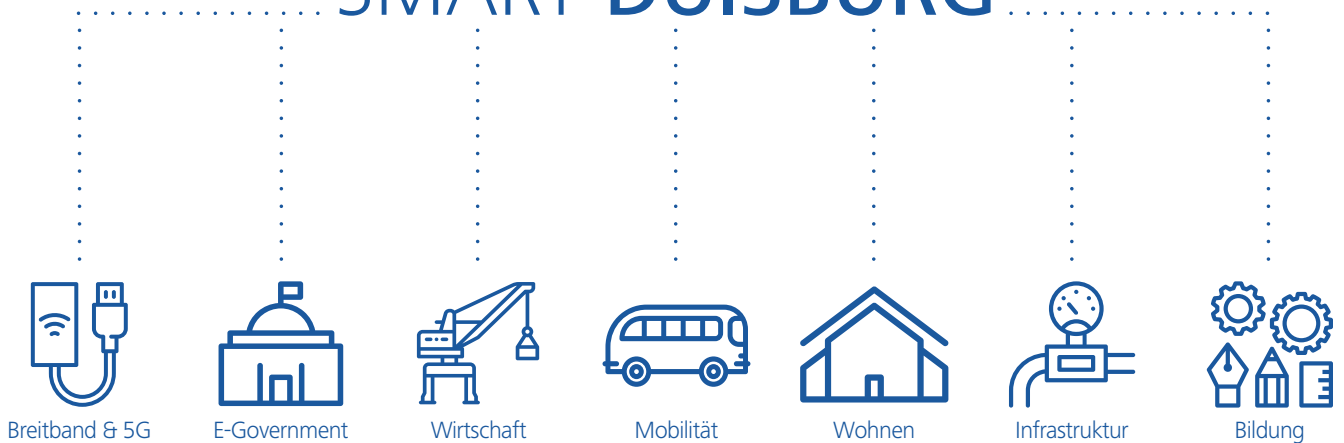 SMART DUISBURG
Breitband & 5G
E-Government
Wirtschaft
Mobilität
Wohnen
Infrastruktur
Bildung